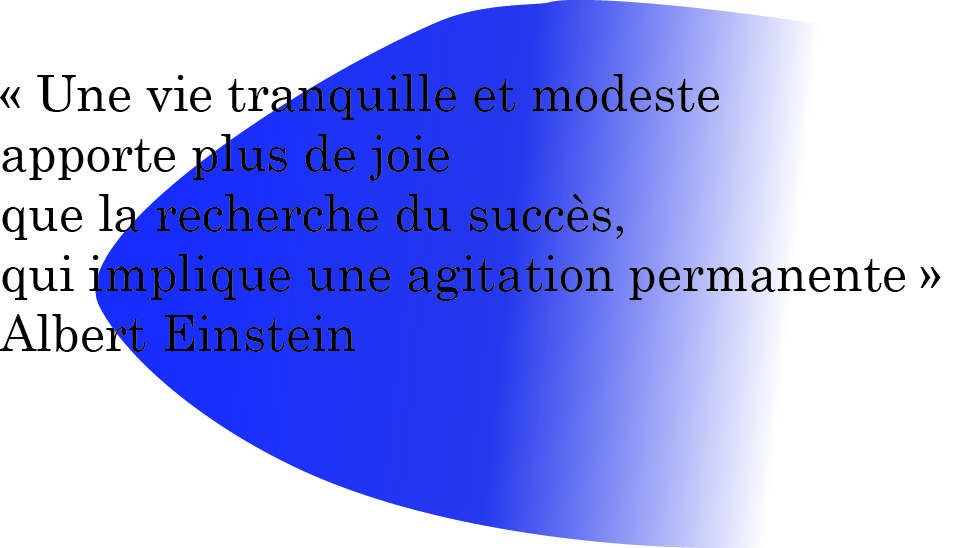 « Une vie tranquille et modeste
apporte plus de joie
que la recherche du succès,
qui implique une agitation permanente »
Albert Einstein